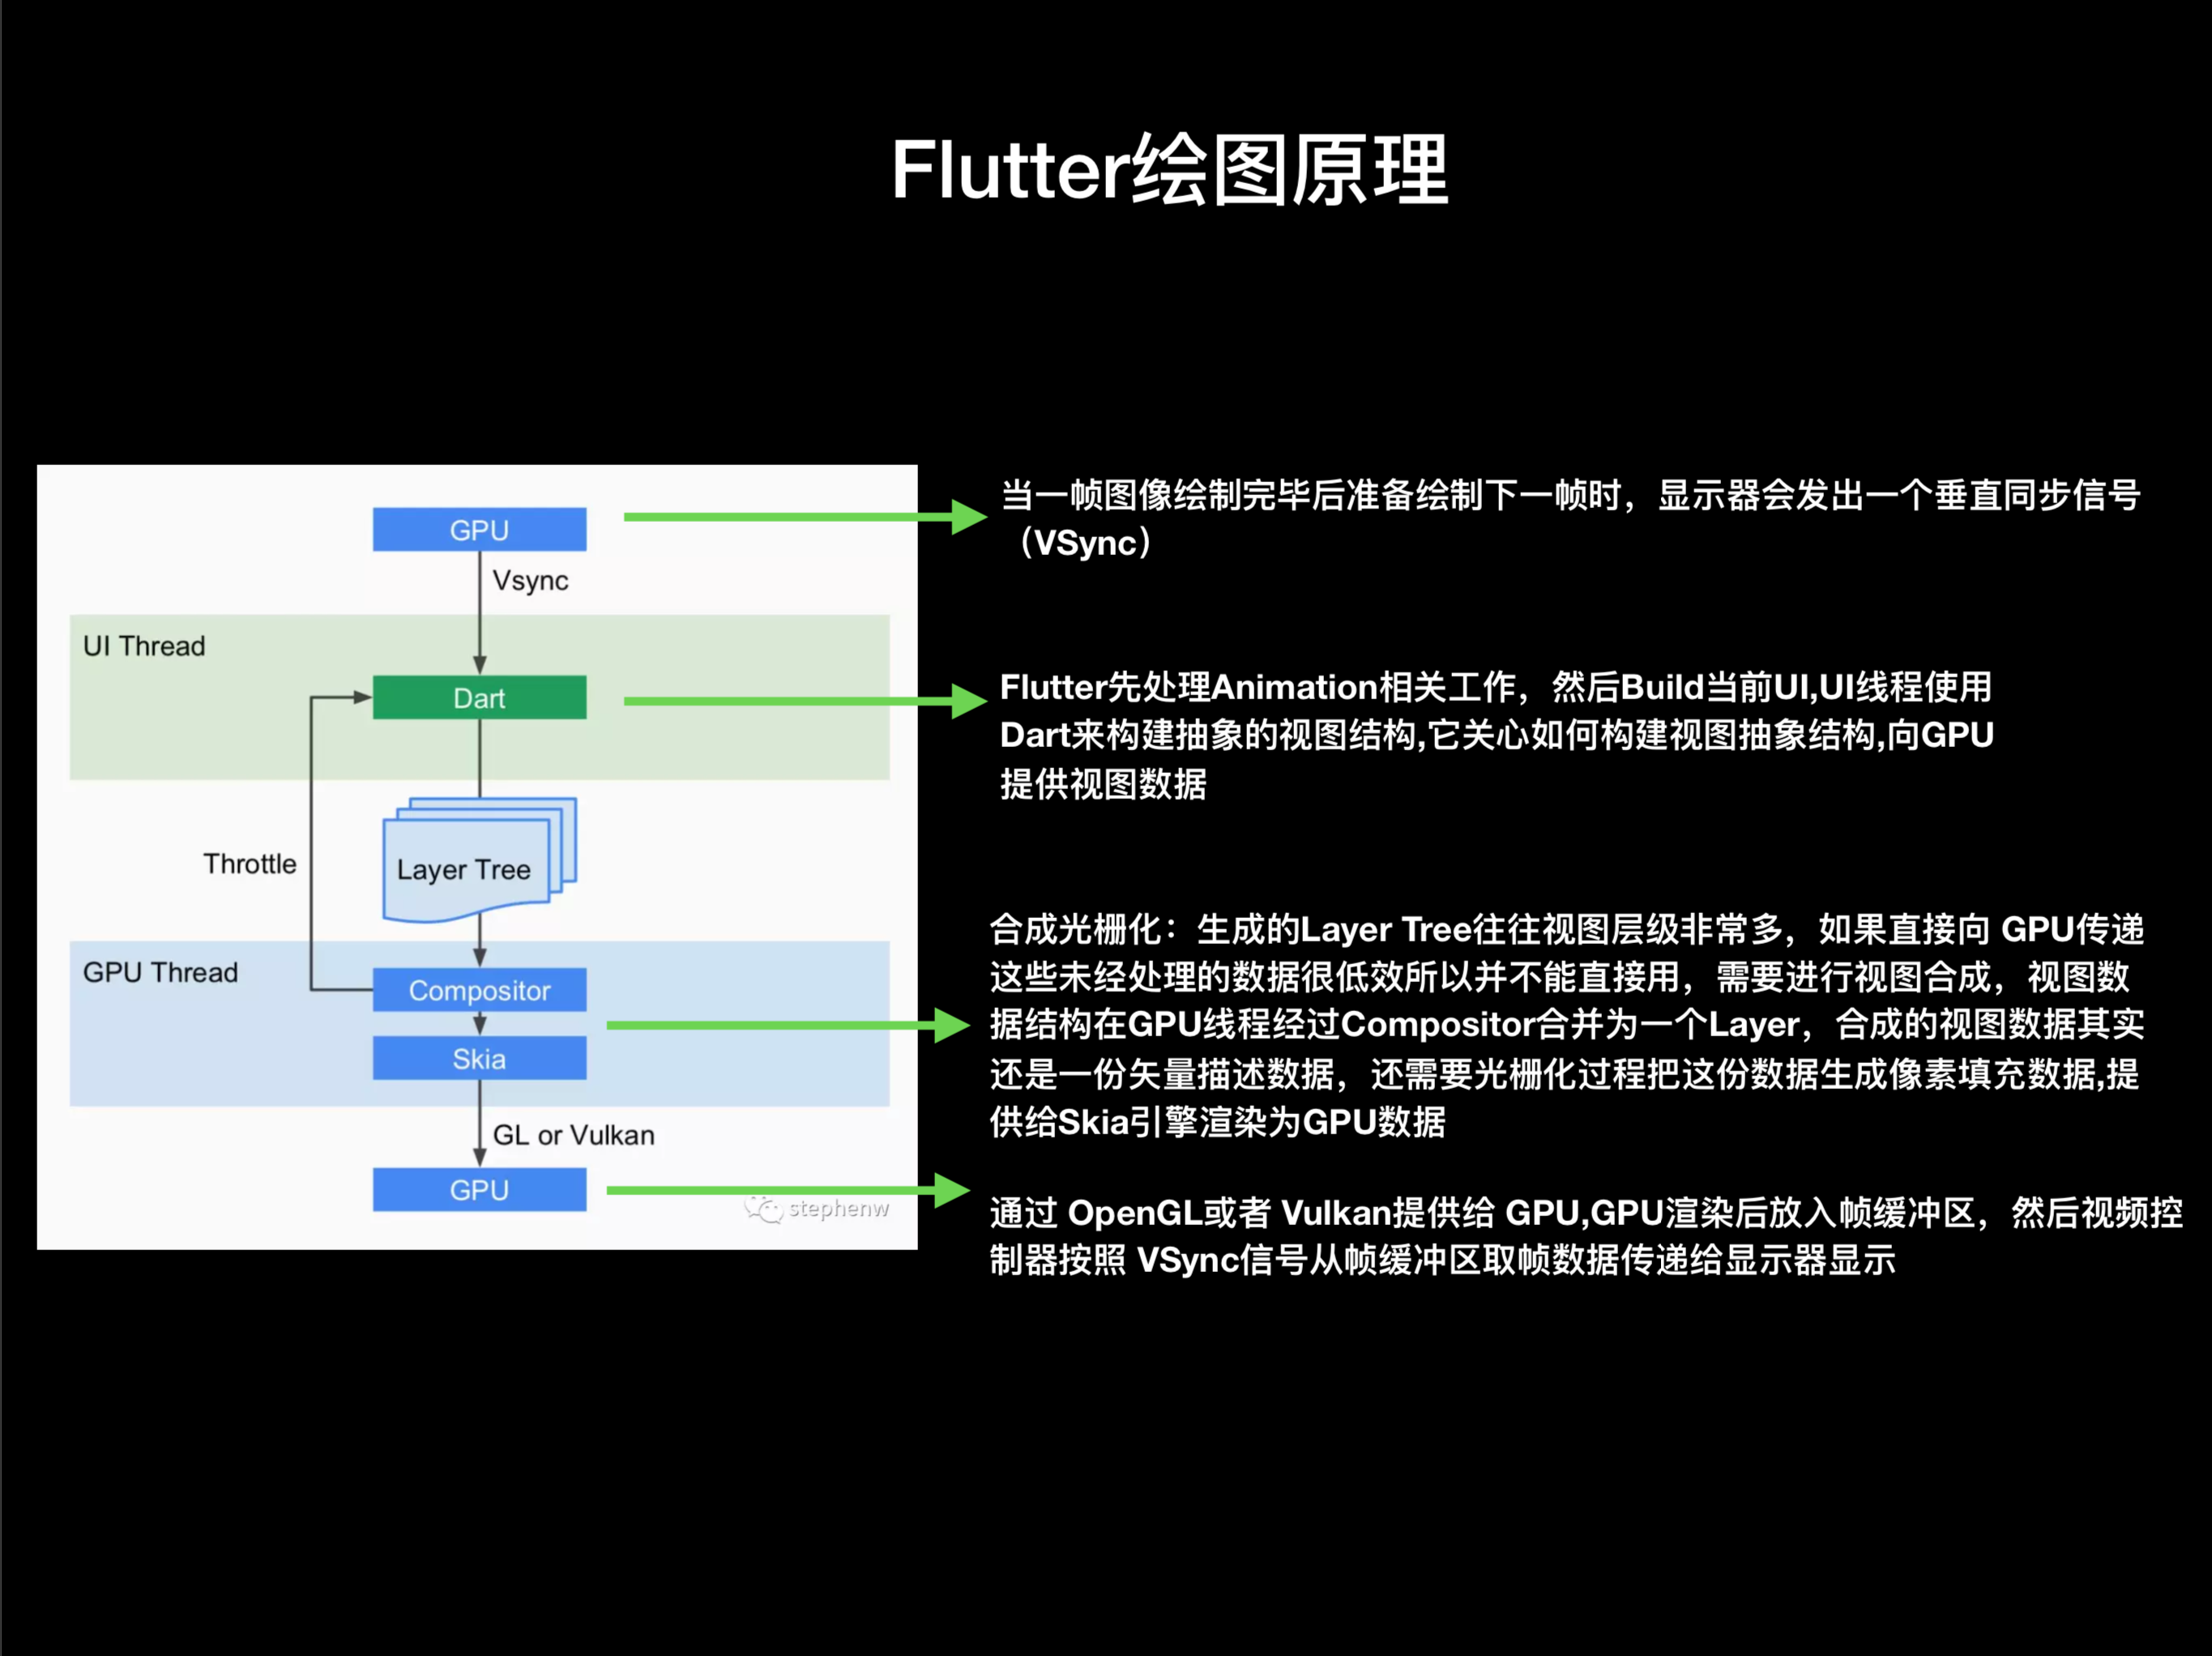 Flutter绘图原理
GPU
Vsync
UI Thread
Dart
Throttle
Layer Tree
GPU Thread
Compositor
Skia
GL or Vulkan
GPU
stephenw
当一帧图像绘制完毕后准备绘制下一帧时，显示器会发出一个垂直同步信号
（VSync）
Flutter先处理Animation相关工作，然后Build当前UI,UI线程使用
Dart来构建抽象的视图结构,它关心如何构建视图抽象结构,向GPU
提供视图数据
合成光栅化：生成的Layer Tree往往视图层级非常多，如果直接向 GPU传递
这些未经处理的数据很低效所以并不能直接用，需要进行视图合成，视图数
据结构在GPU线程经过Compositor合并为一个Layer，合成的视图数据其实
还是一份矢量描述数据，还需要光栅化过程把这份数据生成像素填充数据,提
供给Skia引擎渲染为GPU数据
通过 OpenGL或者 Vulkan提供给 GPU,GPU渲染后放入帧缓冲区，然后视频控
制器按照 VSync信号从帧缓冲区取帧数据传递给显示器显示